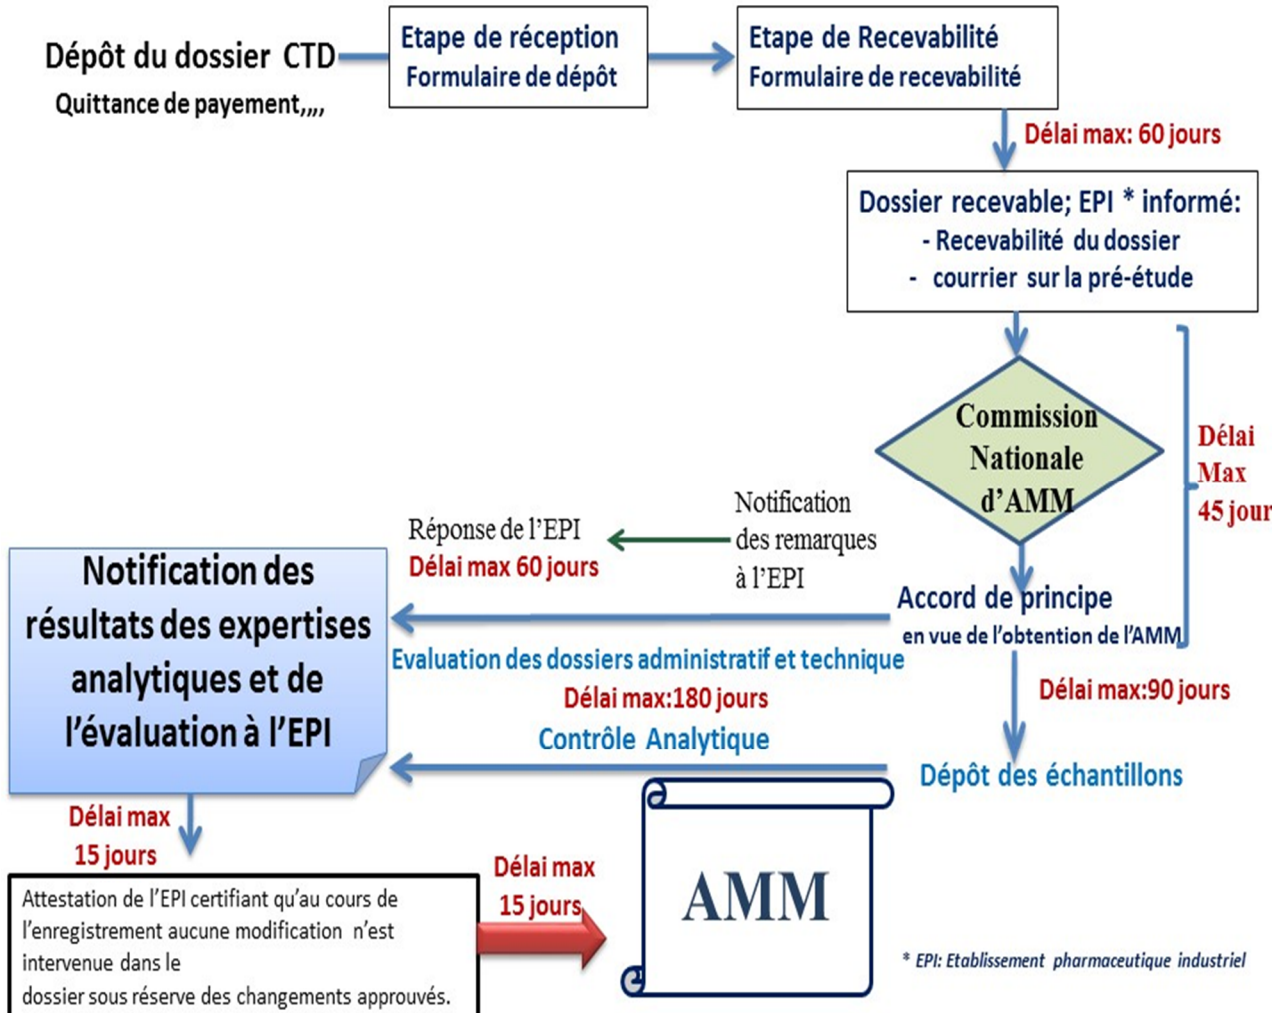 Dépôt du dossier CTD
Quittance de payement,,,,
Etape de réception
Formulaire de dépôt
Etape de Recevabilité
Formulaire de recevabilité
Délai max: 60 jours
Dossier recevable; EPI * informé:
- Recevabilité du dossier
- courrier sur la pré-étude
Commission
Nationale
d'AMM
Délai
Max
45 jour
Notification
des remarques
à l'EPI
Réponse de l'EPI
Délai max 60 jours
Accord de principe
en vue de l'obtention de l'AMM
Notification des
résultats des expertises
analytiques et de
l'évaluation à l'EPI
Evaluation des dossiers administratif et technique
Délai max:180 jours
Contrôle Analytique
Délai max:90 jours
Dépôt des échantillons
Délai max
15 jours
Attestation de l'EPI certifiant qu'au cours de
l'enregistrement aucune modification n'est
intervenue dans le
dossier sous réserve des changements approuvés.
Délai max
15 jours
AMM
* EPI: Etablissement pharmaceutique industriel